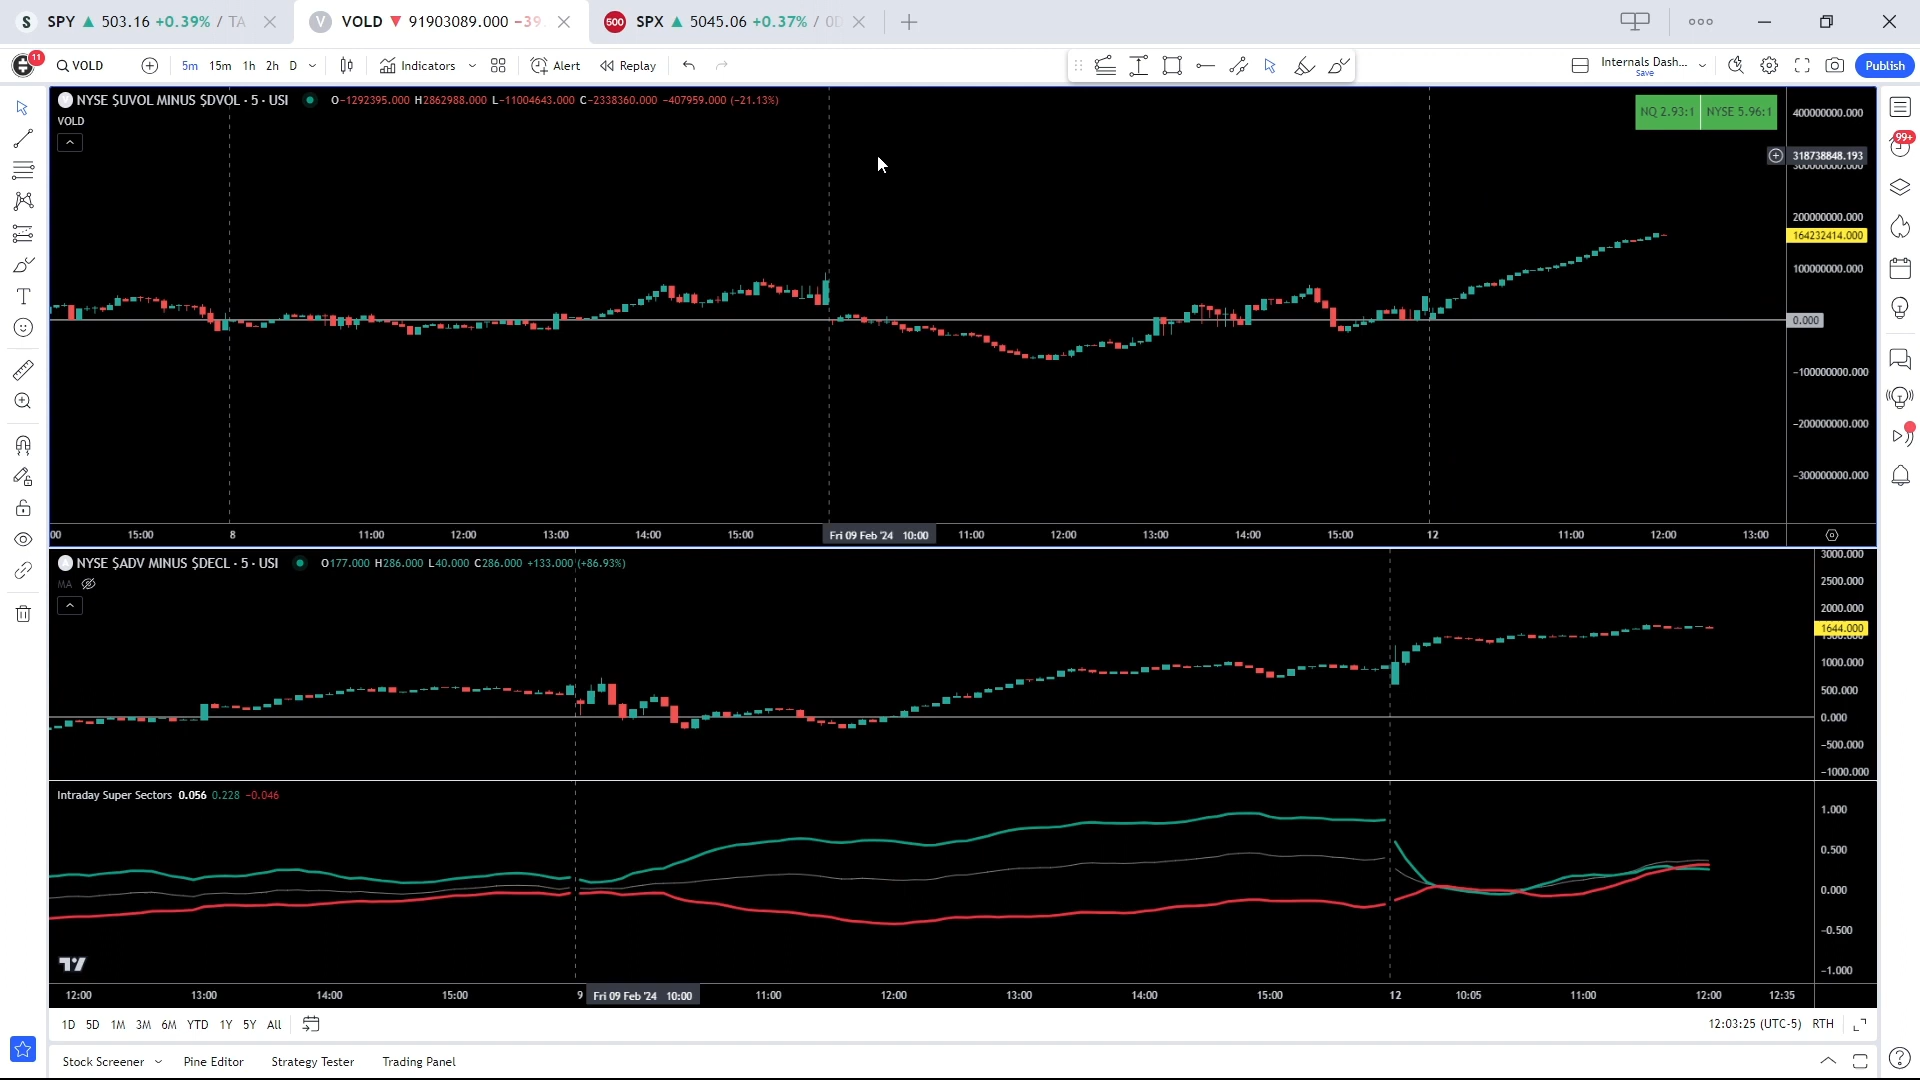 S SPY 503.16 +0.39% / TA
V VOLD 91903089.000 −39.
500 SPX 5045.06 +0.37% / 0D
11
VOLD 5m 15m 1h 2h D Indicators Alert Replay Internals Dash... Save Publish
NYSE $UVOL MINUS $DVOL · 5 · USI O−1292395.000 H2862988.000 L−11004643.000 C−2338360.000 −407959.000 (−21.13%)
VOLD
NQ 2.93:1 NYSE 5.96:1
400000000.000
318738848.193
300000000.000
200000000.000
164232414.000
100000000.000
0.000
−100000000.000
−200000000.000
−300000000.000
99+
00 15:00 8 11:00 12:00 13:00 14:00 15:00 Fri 09 Feb '24 10:00 11:00 12:00 13:00 14:00 15:00 12 11:00 12:00 13:00
NYSE $ADV MINUS $DECL · 5 · USI O177.000 H286.000 L40.000 C286.000 +133.000 (+86.93%)
MA
3000.000
2500.000
2000.000
1644.000
1500.000
1000.000
500.000
0.000
−500.000
−1000.000
Intraday Super Sectors 0.056 0.228 −0.046
1.000
0.500
0.000
−0.500
−1.000
12:00 13:00 14:00 15:00 9 Fri 09 Feb '24 10:00 11:00 12:00 13:00 14:00 15:00 12 10:05 11:00 12:00 12:35
1D 5D 1M 3M 6M YTD 1Y 5Y All 12:03:25 (UTC-5) RTH
Stock Screener Pine Editor Strategy Tester Trading Panel